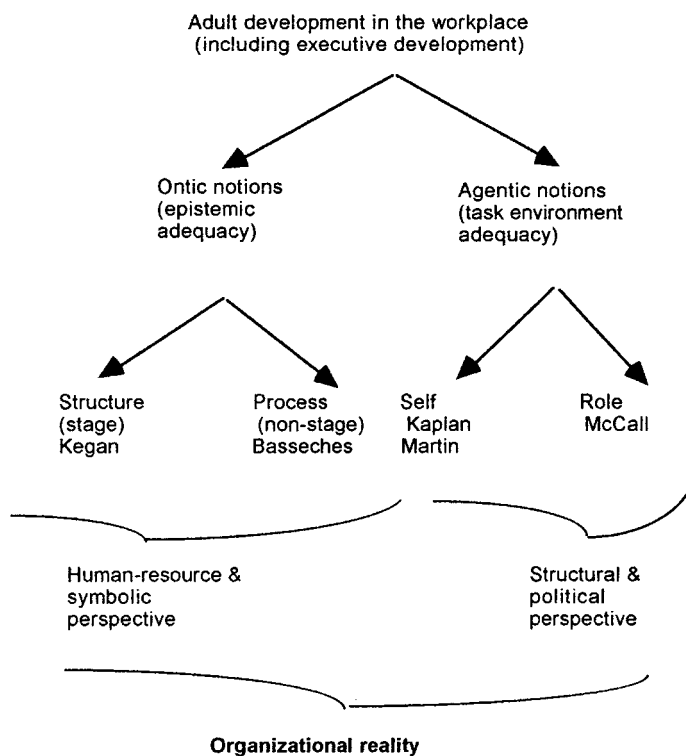 Adult development in the workplace
(including executive development)
Ontic notions
(epistemic
adequacy)
Agentic notions
(task environment
adequacy)
Structure
(stage)
Kegan
Process
(non-stage)
Basseches
Self
Kaplan
Martin
Role
McCall
Human-resource &
symbolic
perspective
Structural &
political
perspective
Organizational reality